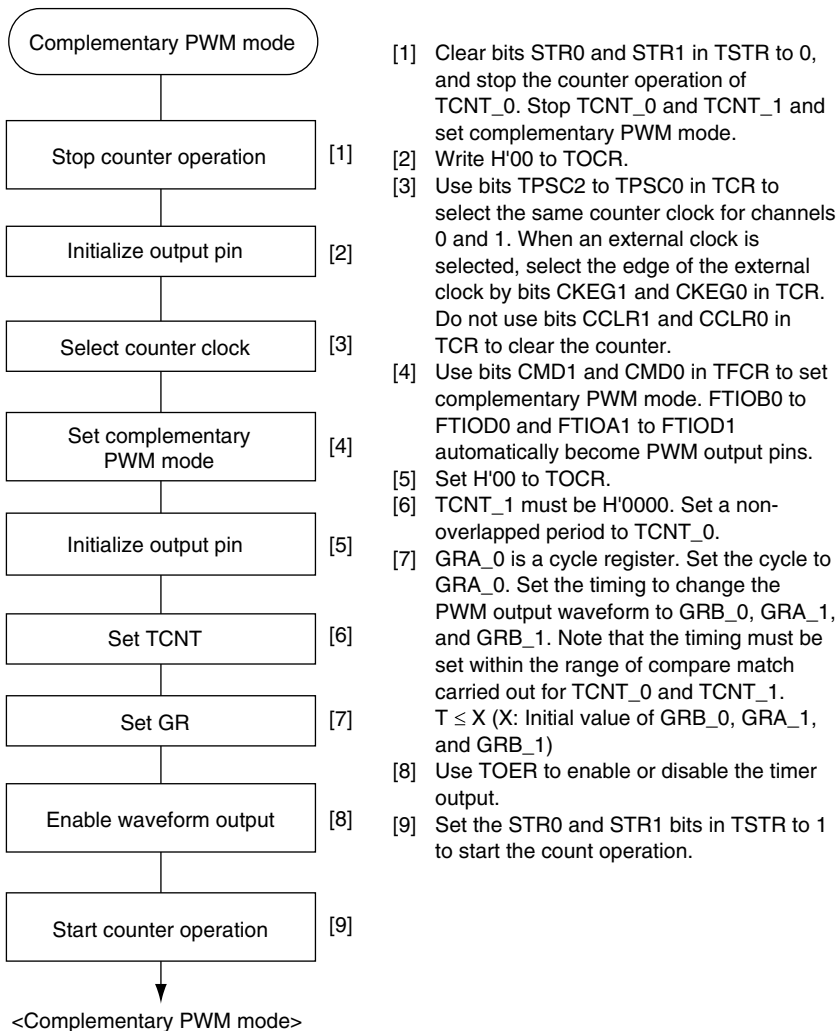 Complementary PWM mode
Stop counter operation [1]
Initialize output pin [2]
Select counter clock [3]
Set complementary
PWM mode [4]
Initialize output pin [5]
Set TCNT [6]
Set GR [7]
Enable waveform output [8]
Start counter operation [9]
<Complementary PWM mode>
[1] Clear bits STR0 and STR1 in TSTR to 0,
and stop the counter operation of
TCNT_0. Stop TCNT_0 and TCNT_1 and
set complementary PWM mode.
[2] Write H'00 to TOCR.
[3] Use bits TPSC2 to TPSC0 in TCR to
select the same counter clock for channels
0 and 1. When an external clock is
selected, select the edge of the external
clock by bits CKEG1 and CKEG0 in TCR.
Do not use bits CCLR1 and CCLR0 in
TCR to clear the counter.
[4] Use bits CMD1 and CMD0 in TFCR to set
complementary PWM mode. FTIOB0 to
FTIOD0 and FTIOA1 to FTIOD1
automatically become PWM output pins.
[5] Set H'00 to TOCR.
[6] TCNT_1 must be H'0000. Set a non-
overlapped period to TCNT_0.
[7] GRA_0 is a cycle register. Set the cycle to
GRA_0. Set the timing to change the
PWM output waveform to GRB_0, GRA_1,
and GRB_1. Note that the timing must be
set within the range of compare match
carried out for TCNT_0 and TCNT_1.
T ≤ X (X: Initial value of GRB_0, GRA_1,
and GRB_1)
[8] Use TOER to enable or disable the timer
output.
[9] Set the STR0 and STR1 bits in TSTR to 1
to start the count operation.